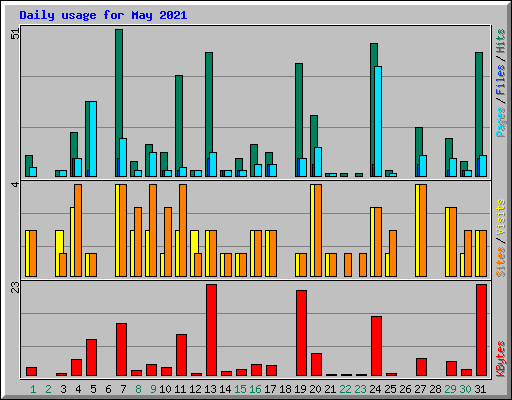 Daily usage for May 2021
51
Pages / Files / Hits
4
Sites / Visits
23
KBytes
1 2 3 4 5 6 7 8 9 10 11 12 13 14 15 16 17 18 19 20 21 22 23 24 25 26 27 28 29 30 31